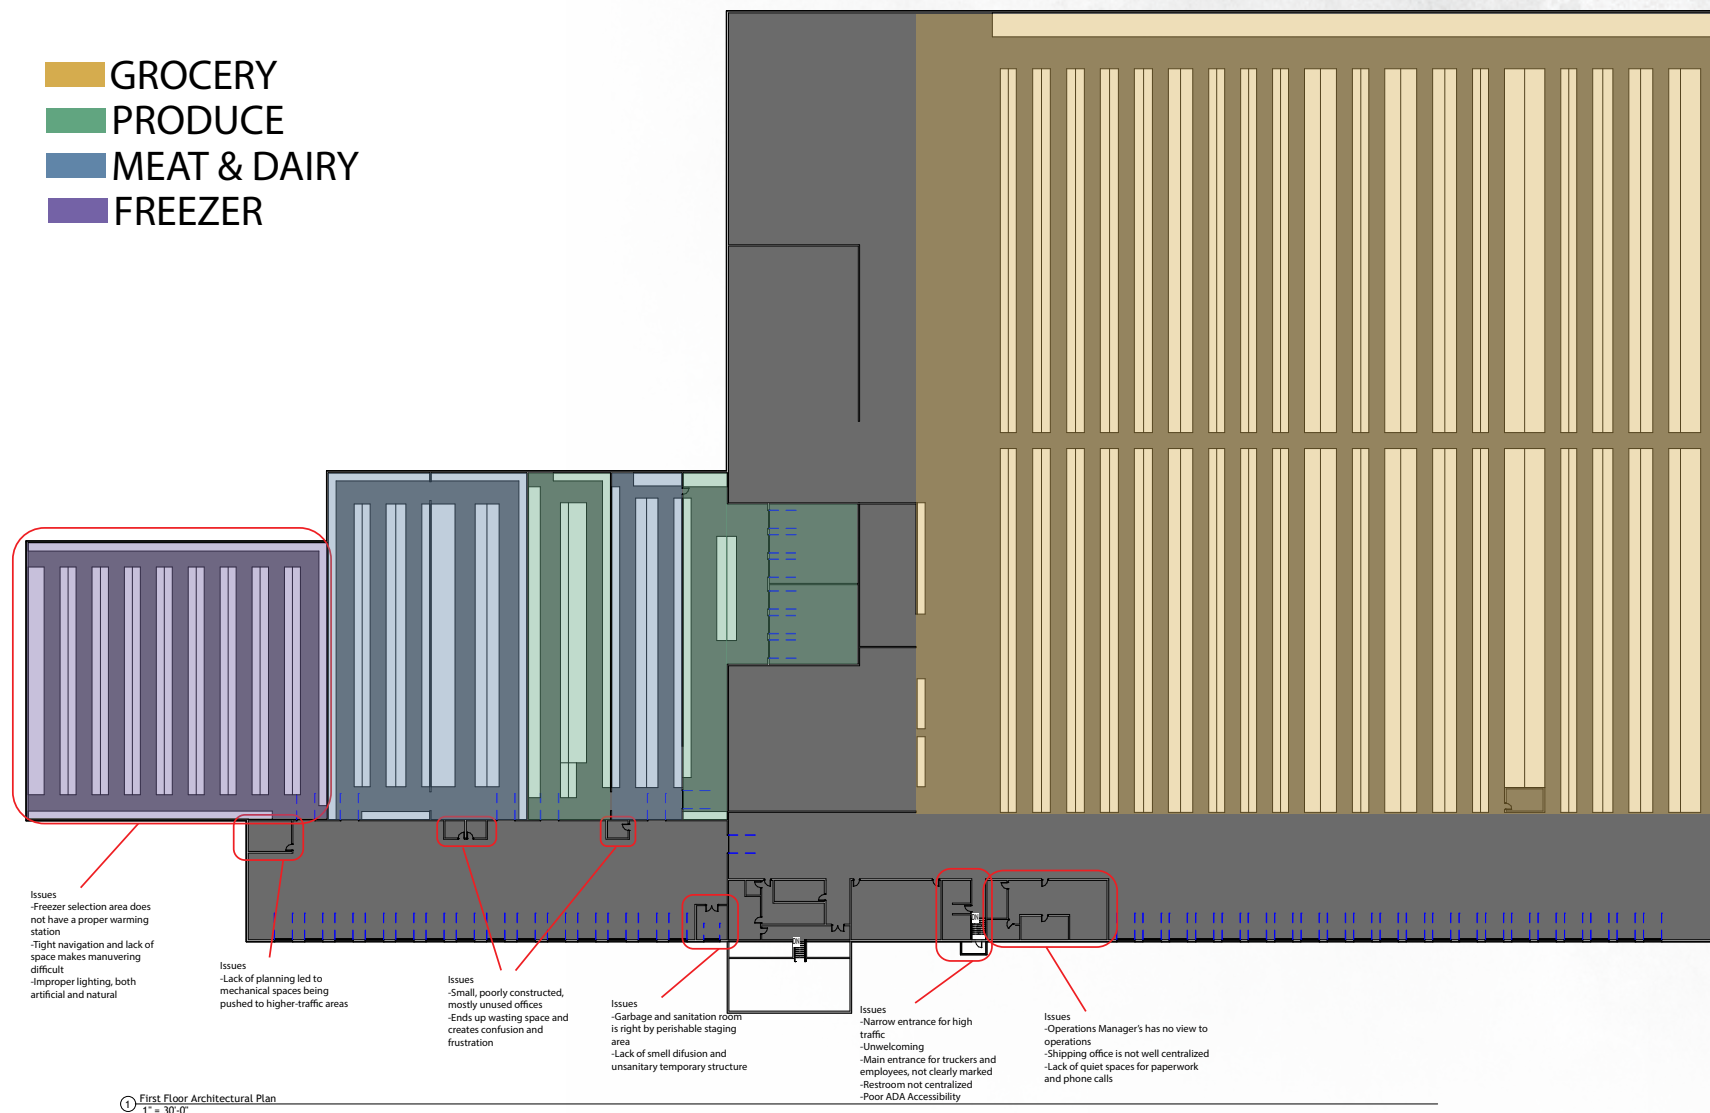 GROCERY
PRODUCE
MEAT & DAIRY
FREEZER
Issues
-Freezer selection area does
not have a proper warming
station
-Tight navigation and lack of
space makes manuvering
difficult
-Improper lighting, both
artificial and natural
Issues
-Lack of planning led to
mechanical spaces being
pushed to higher-traffic areas
Issues
-Small, poorly constructed,
mostly unused offices
-Ends up wasting space and
creates confusion and
frustration
Issues
-Garbage and sanitation room
is right by perishable staging
area
-Lack of smell difusion and
unsanitary temporary structure
Issues
-Narrow entrance for high
traffic
-Unwelcoming
-Main entrance for truckers and
employees, not clearly marked
-Restroom not centralized
-Poor ADA Accessibility
Issues
-Operations Manager's has no view to
operations
-Shipping office is not well centralized
-Lack of quiet spaces for paperwork
and phone calls
DN
DN
1 First Floor Architectural Plan
1" = 30'-0"